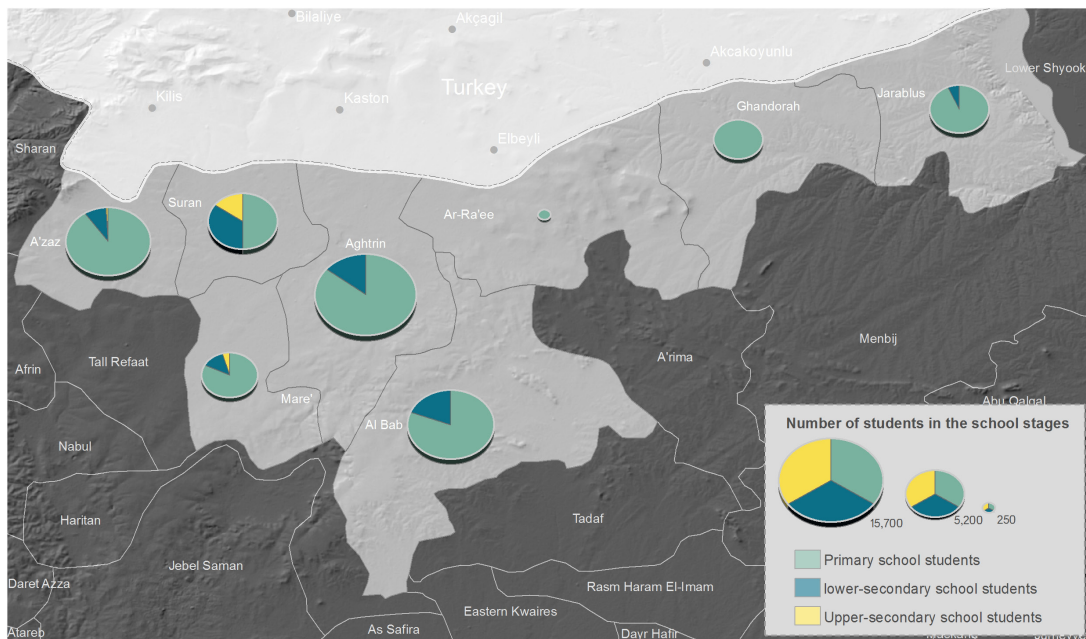 Bilaliye
Akçagil
Akcakoyunlu
Lower Shyookh
Turkey
Kilis
Kaston
Ghandorah
Jarablus
Elbeyli
Sharan
Suran
Ar-Ra'ee
A'zaz
Aghtrin
Menbij
A'rima
Tall Refaat
Afrin
Mare'
Abu Qalqal
Al Bab
Number of students in the school stages
Nabul
15,700
5,200
250
Haritan
Tadaf
Primary school students
Jebel Saman
Daret Azza
Rasm Haram El-Imam
lower-secondary school students
Eastern Kwaires
Upper-secondary school students
As Safira
Dayr Hafir
Atareb